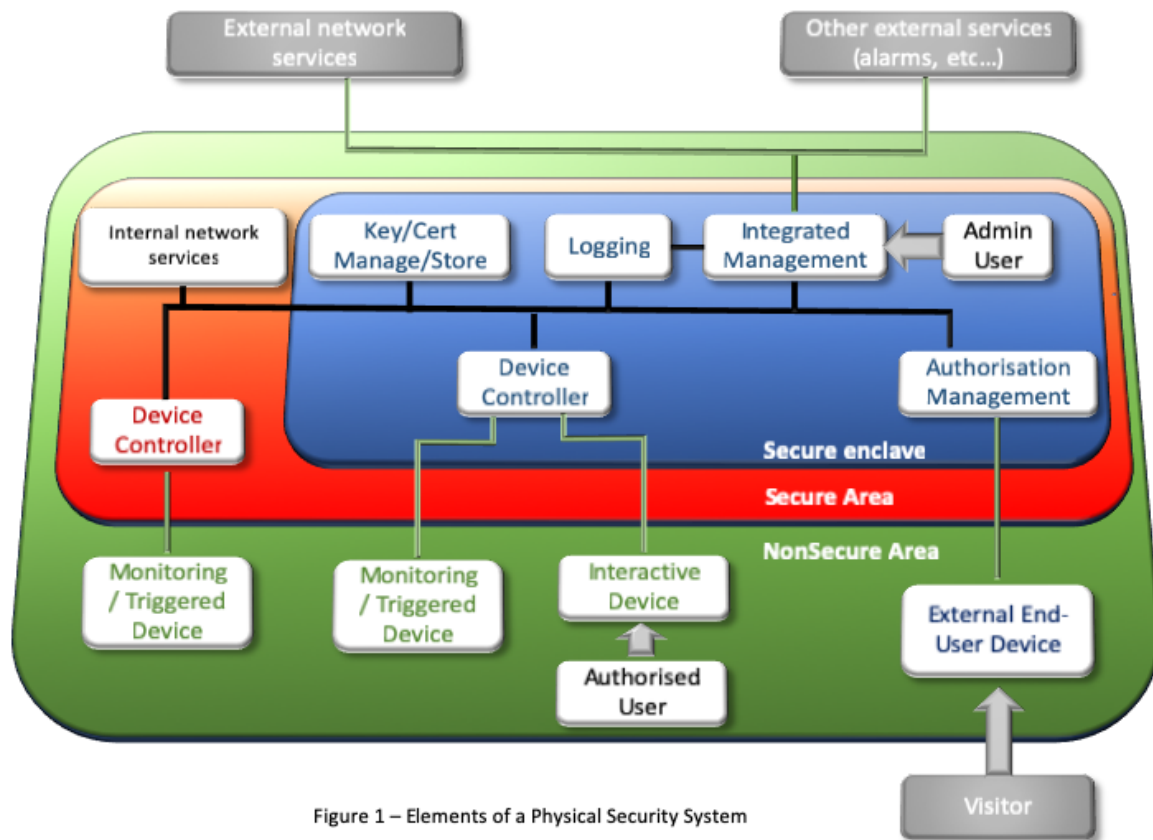 External network
services
Other external services
(alarms, etc...)
Internal network
services
Key/Cert
Manage/Store
Logging
Integrated
Management
Admin
User
Device
Controller
Authorisation
Management
Device
Controller
Secure enclave
Secure Area
NonSecure Area
Monitoring
/ Triggered
Device
Monitoring
/ Triggered
Device
Interactive
Device
External End-
User Device
Authorised
User
Visitor
Figure 1 – Elements of a Physical Security System